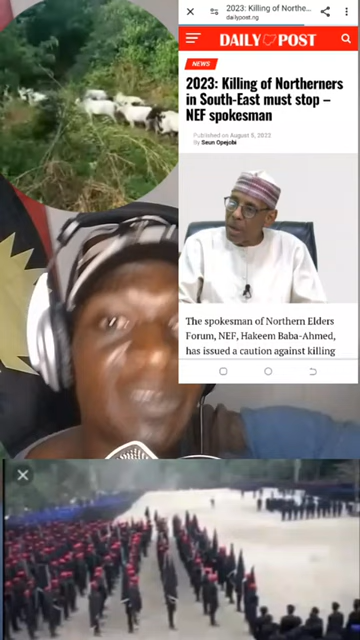 2023: Killing of Northe...
dailypost.ng
DAILY POST
NEWS
2023: Killing of Northerners
in South-East must stop –
NEF spokesman
Published on August 5, 2022
By Seun Opejobi
The spokesman of Northern Elders
Forum, NEF, Hakeem Baba-Ahmed,
has issued a caution against killing